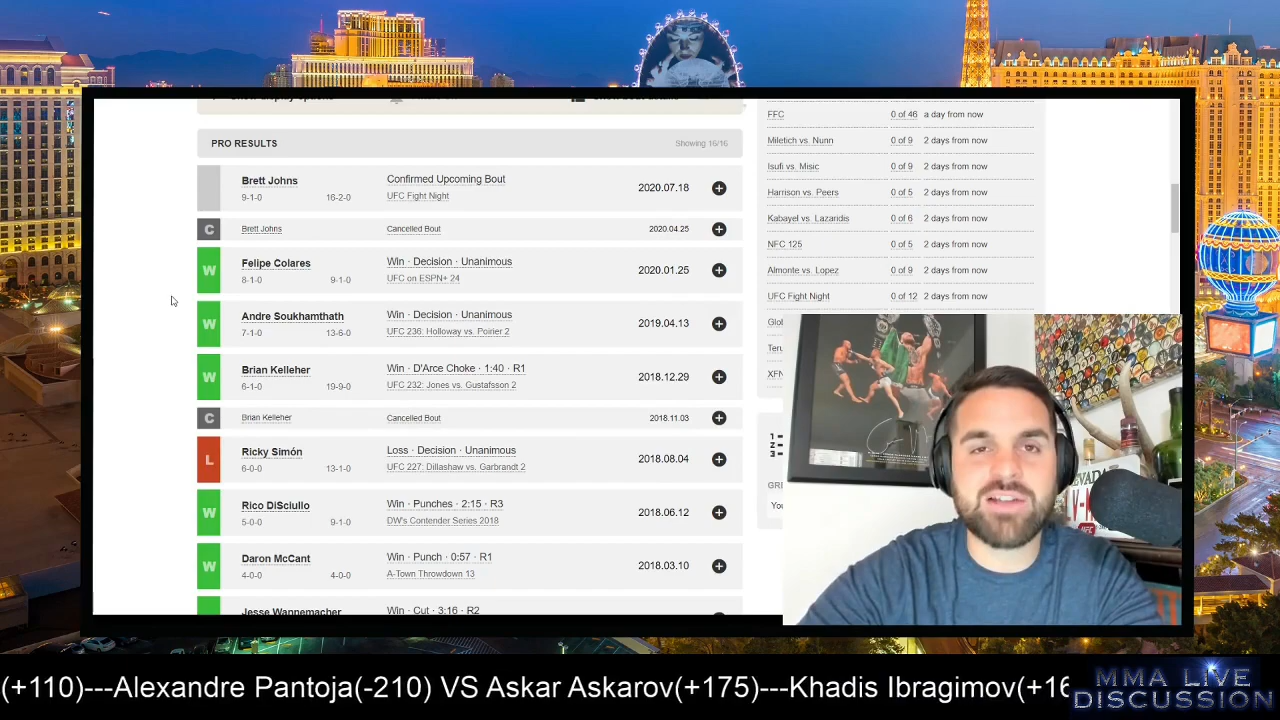 PRO RESULTS
Showing 16/16
Brett Johns
Confirmed Upcoming Bout
9-1-0
16-2-0
UFC Fight Night
2020.07.18
C
Brett Johns
Cancelled Bout
2020.04.25
W
Felipe Colares
Win · Decision · Unanimous
8-1-0
9-1-0
UFC on ESPN+ 24
2020.01.25
W
Andre Soukhamthath
Win · Decision · Unanimous
7-1-0
13-6-0
UFC 236: Holloway vs. Poirier 2
2019.04.13
W
Brian Kelleher
Win · D'Arce Choke · 1:40 · R1
6-1-0
19-9-0
UFC 232: Jones vs. Gustafsson 2
2018.12.29
C
Brian Kelleher
Cancelled Bout
2018.11.03
L
Ricky Simón
Loss · Decision · Unanimous
6-0-0
13-1-0
UFC 227: Dillashaw vs. Garbrandt 2
2018.08.04
W
Rico DiSciullo
Win · Punches · 2:15 · R3
5-0-0
9-1-0
DW's Contender Series 2018
2018.06.12
W
Daron McCant
Win · Punch · 0:57 · R1
4-0-0
4-0-0
A-Town Throwdown 13
2018.03.10
Jesse Wannemacher
Win · Cut · 3:16 · R2
FFC 0 of 46 a day from now
Miletich vs. Nunn 0 of 9 2 days from now
Isufi vs. Misic 0 of 9 2 days from now
Harrison vs. Peers 0 of 5 2 days from now
Kabayel vs. Lazaridis 0 of 6 2 days from now
NFC 125 0 of 5 2 days from now
Almonte vs. Lopez 0 of 9 2 days from now
UFC Fight Night 0 of 12 2 days from now
Glo
Teru
XFN
1
2
3
GRE
You
(+110)---Alexandre Pantoja(-210) VS Askar Askarov(+175)---Khadis Ibragimov(+16
MMA LIVE
DISCUSSION